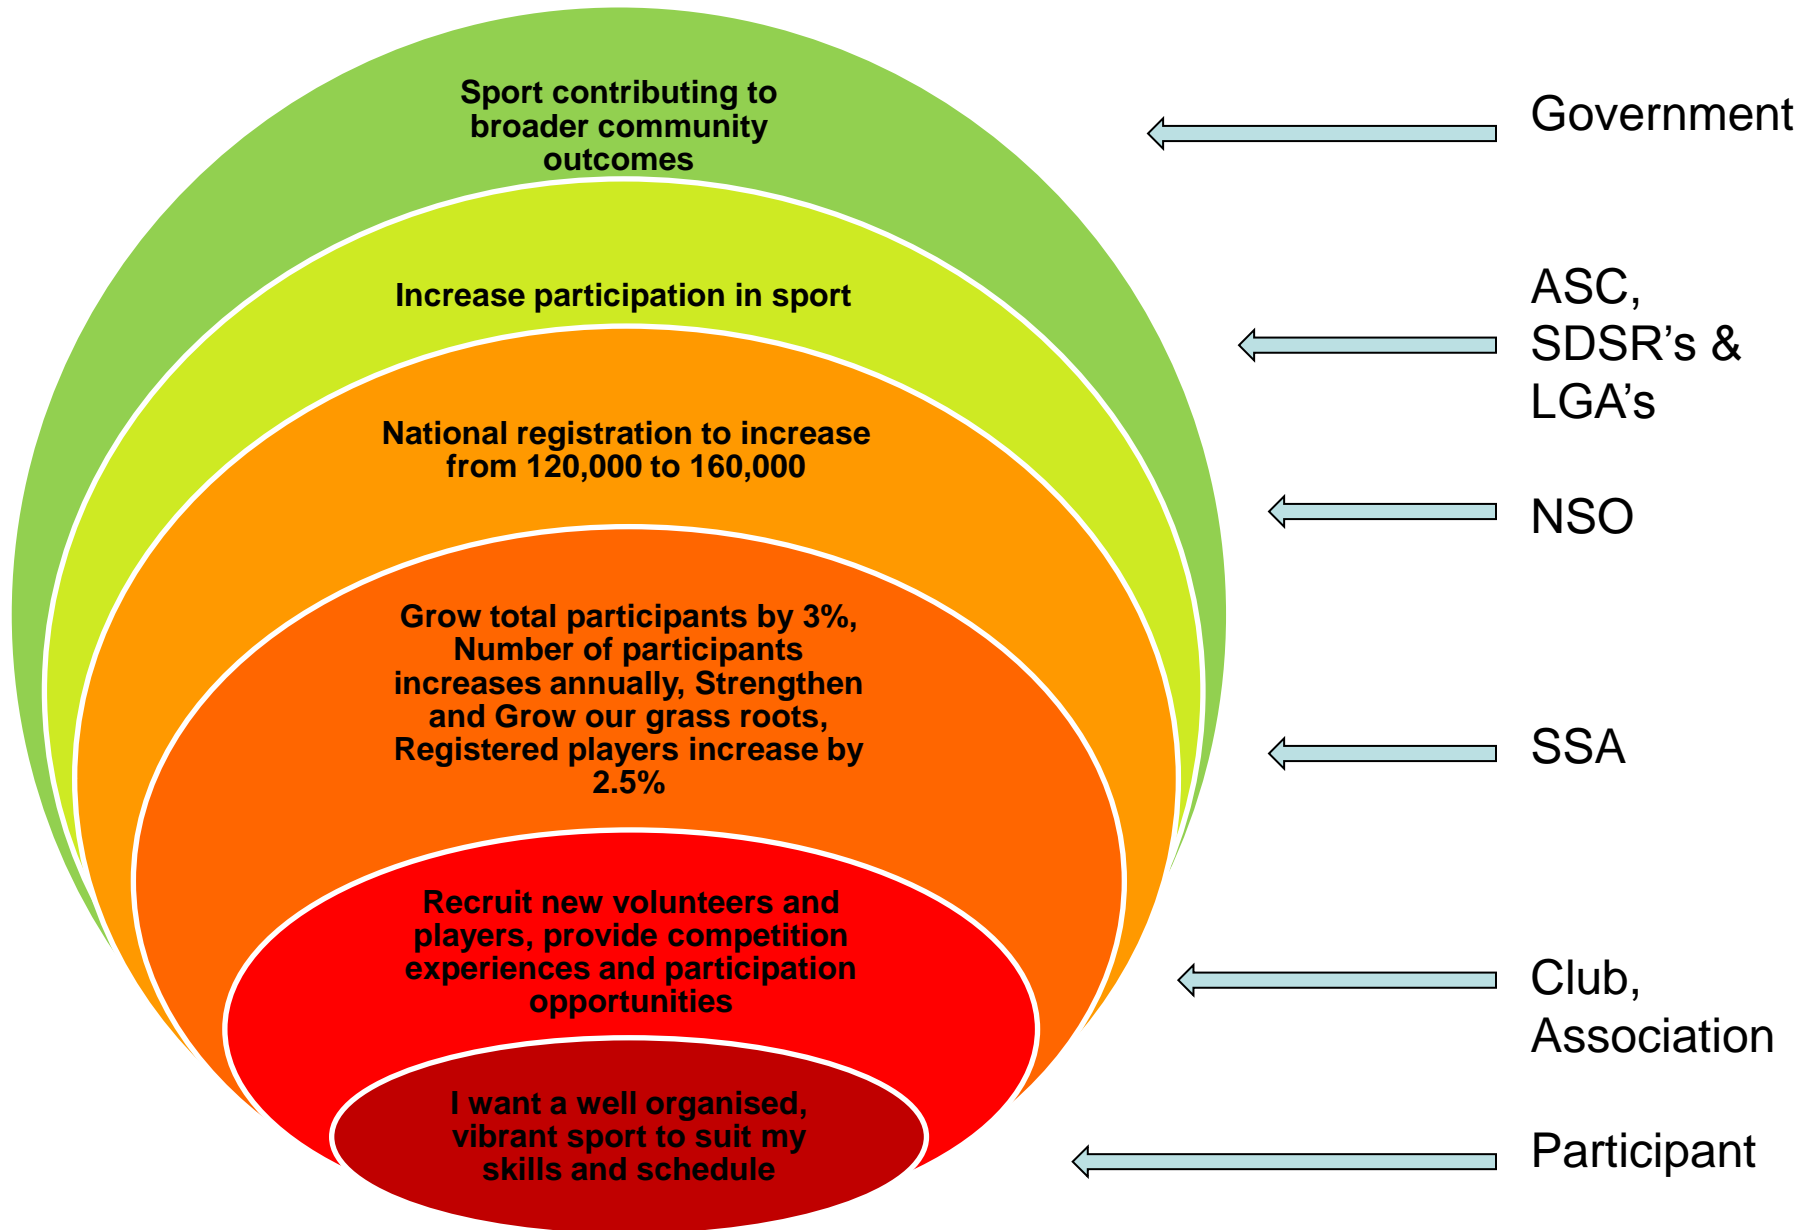 Sport contributing to
broader community
outcomes
Government
Increase participation in sport
ASC,
SDSR’s &
LGA’s
National registration to increase
from 120,000 to 160,000
NSO
Grow total participants by 3%,
Number of participants
increases annually, Strengthen
and Grow our grass roots,
Registered players increase by
2.5%
SSA
Recruit new volunteers and
players, provide competition
experiences and participation
opportunities
Club,
Association
I want a well organised,
vibrant sport to suit my
skills and schedule
Participant